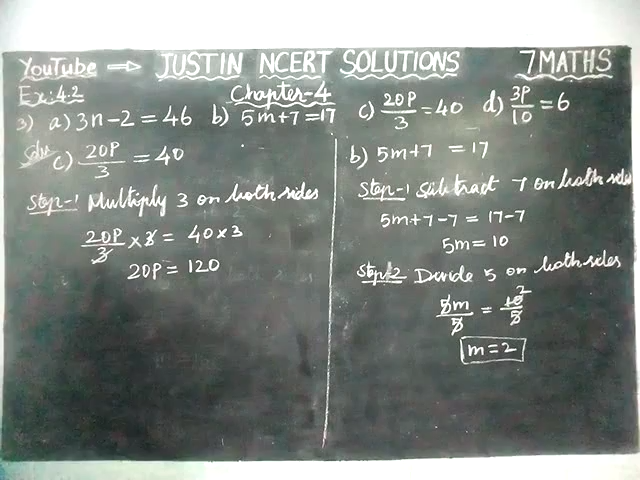 YouTube → JUSTIN NCERT SOLUTIONS 7MATHS
Ex:4.2 Chapter-4
3) a) 3n-2 = 46 b) 5m+7 = 17 c) 20P/3 = 40 d) 3P/10 = 6
Soln c) 20P/3 = 40
Step-1 Multiply 3 on both sides
20P/3 × 3 = 40 × 3
20P = 120
b) 5m+7 = 17
Step-1 Subtract 7 on both sides
5m+7-7 = 17-7
5m = 10
Step-2 Divide 5 on both sides
5m/5 = 10/5 2
m = 2